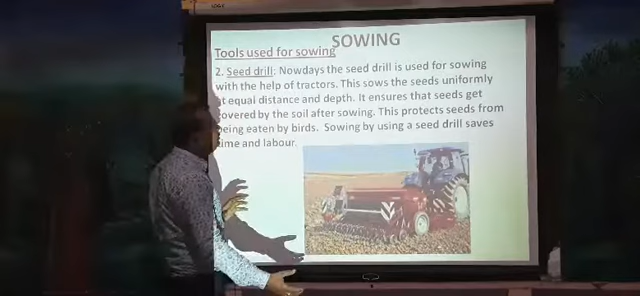 SOWING
Tools used for sowing
2. Seed drill: Nowdays the seed drill is used for sowing
with the help of tractors. This sows the seeds uniformly
at equal distance and depth. It ensures that seeds get
covered by the soil after sowing. This protects seeds from
being eaten by birds. Sowing by using a seed drill saves
time and labour.